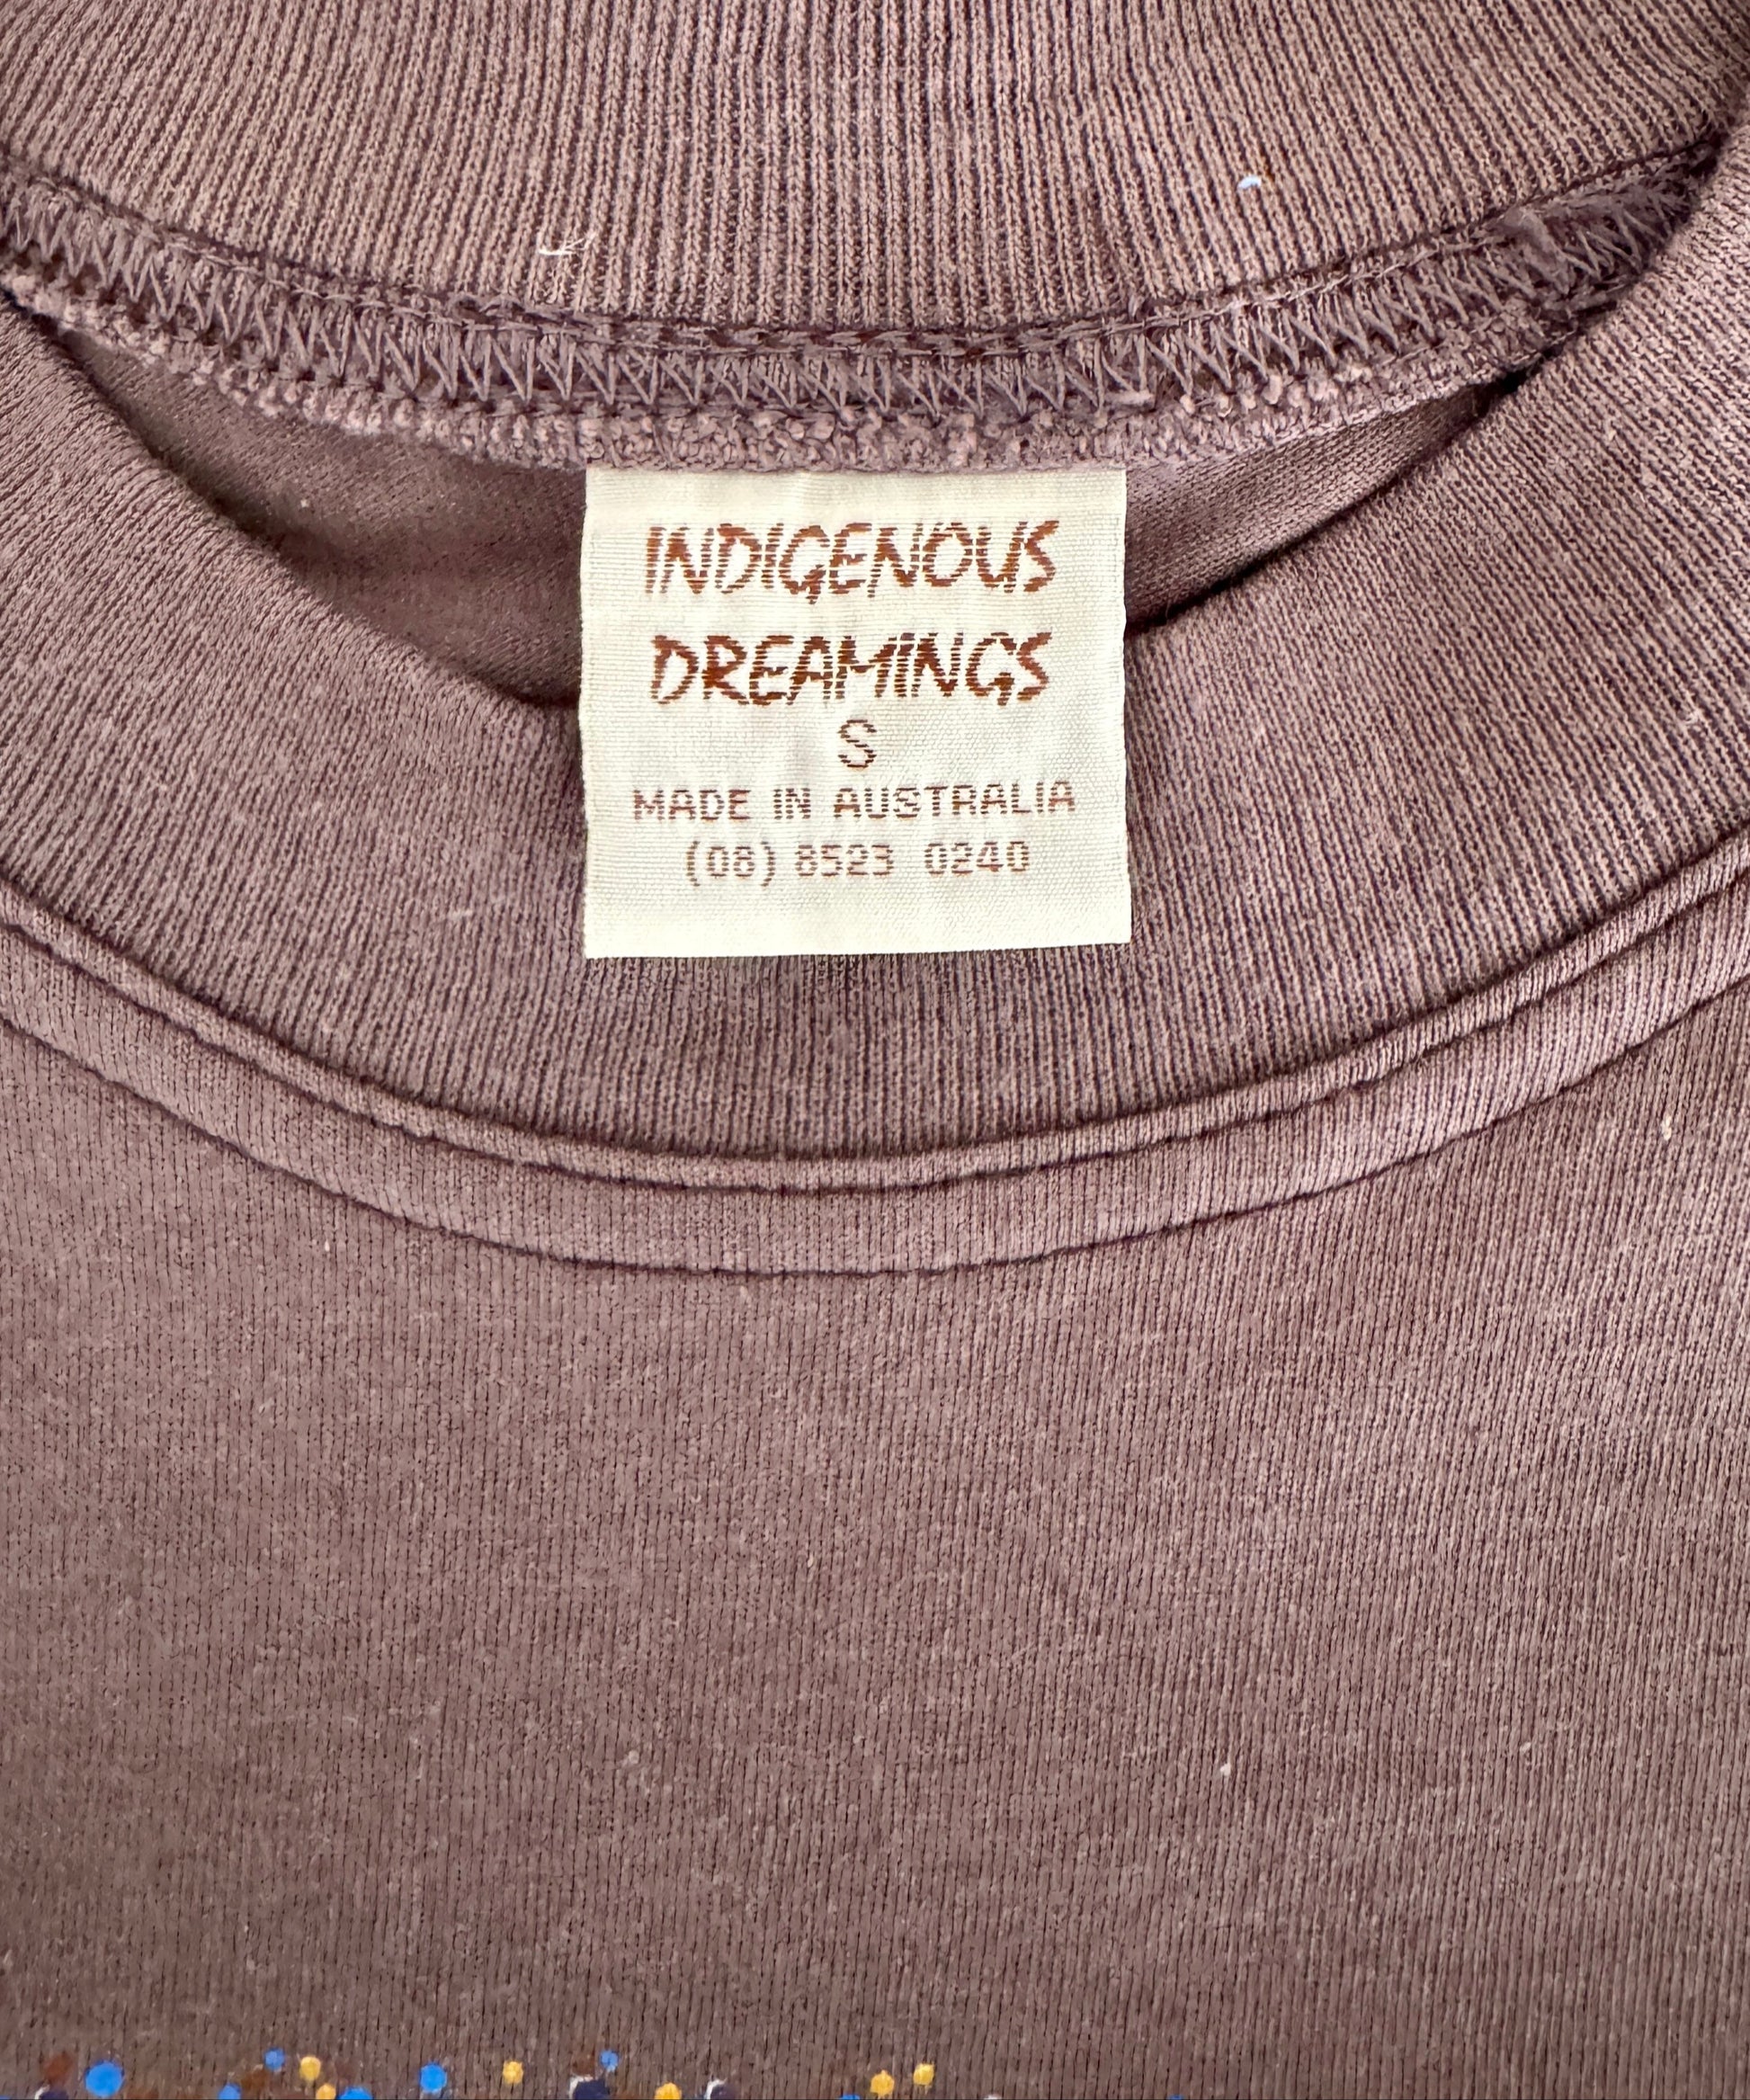 INDIGENOUS
DREAMINGS
S
MADE IN AUSTRALIA
(08) 8523 0240